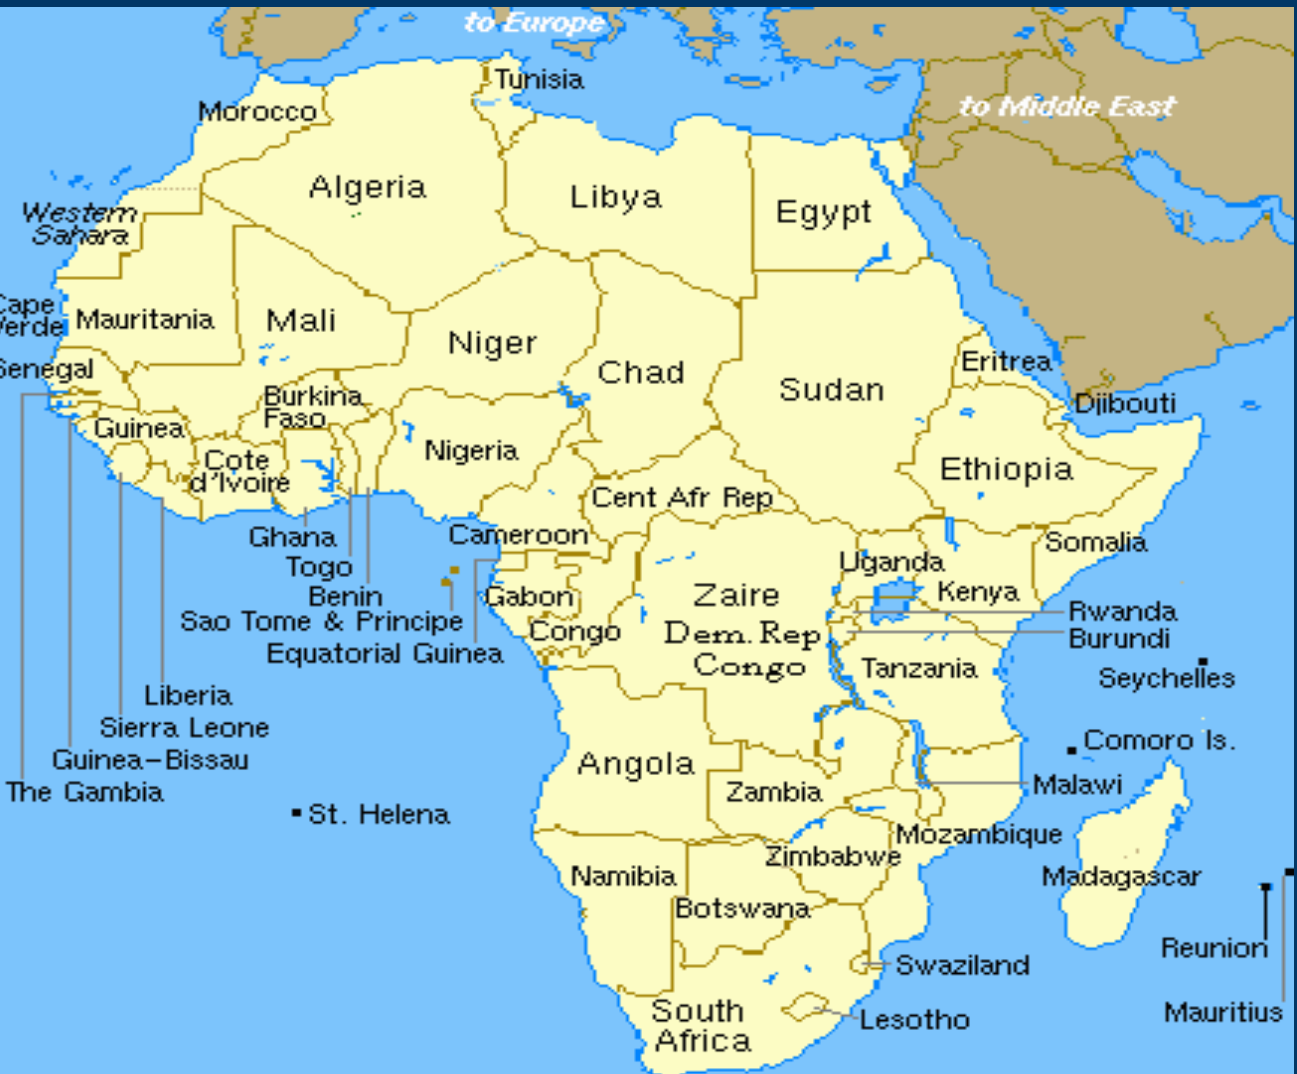 to Europe
Tunisia
to Middle East
Morocco
Algeria
Libya
Egypt
Western
Sahara
Cape
Verde
Mauritania
Mali
Niger
Chad
Sudan
Eritrea
Senegal
Burkina
Faso
Djibouti
Guinea
Nigeria
Cote
d'Ivoire
Ethiopia
Cent Afr Rep
Ghana
Cameroon
Somalia
Togo
Uganda
Benin
Gabon
Zaire
Kenya
Sao Tome & Principe
Congo
Dem. Rep
Congo
Rwanda
Burundi
Equatorial Guinea
Tanzania
Seychelles
Liberia
Sierra Leone
Guinea-Bissau
The Gambia
Angola
Comoro Is.
Zambia
Malawi
St. Helena
Mozambique
Zimbabwe
Namibia
Madagascar
Botswana
Reunion
Swaziland
Mauritius
South
Africa
Lesotho